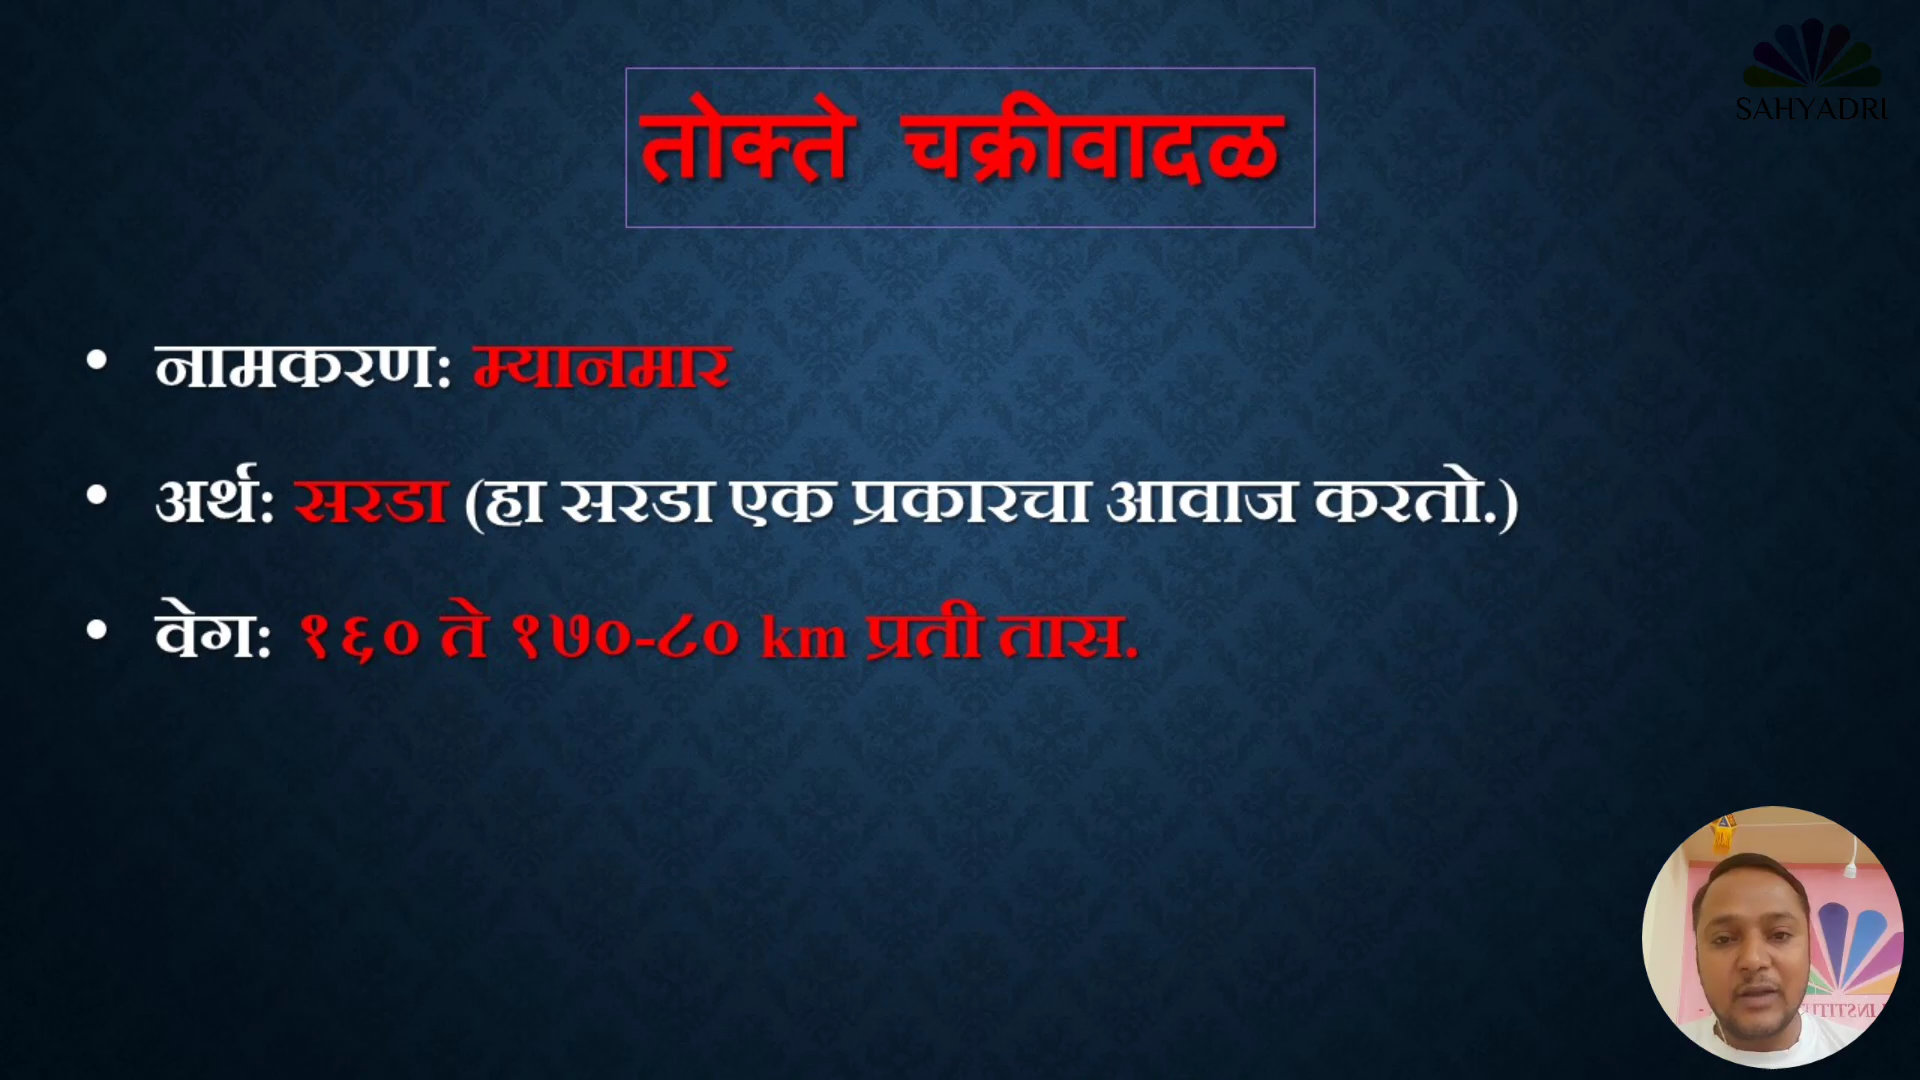 SAHYADRI
तोक्ते चक्रीवादळ
• नामकरण: म्यानमार
• अर्थ: सरडा (हा सरडा एक प्रकारचा आवाज करतो.)
• वेग: १६० ते १७०-८० km प्रती तास.